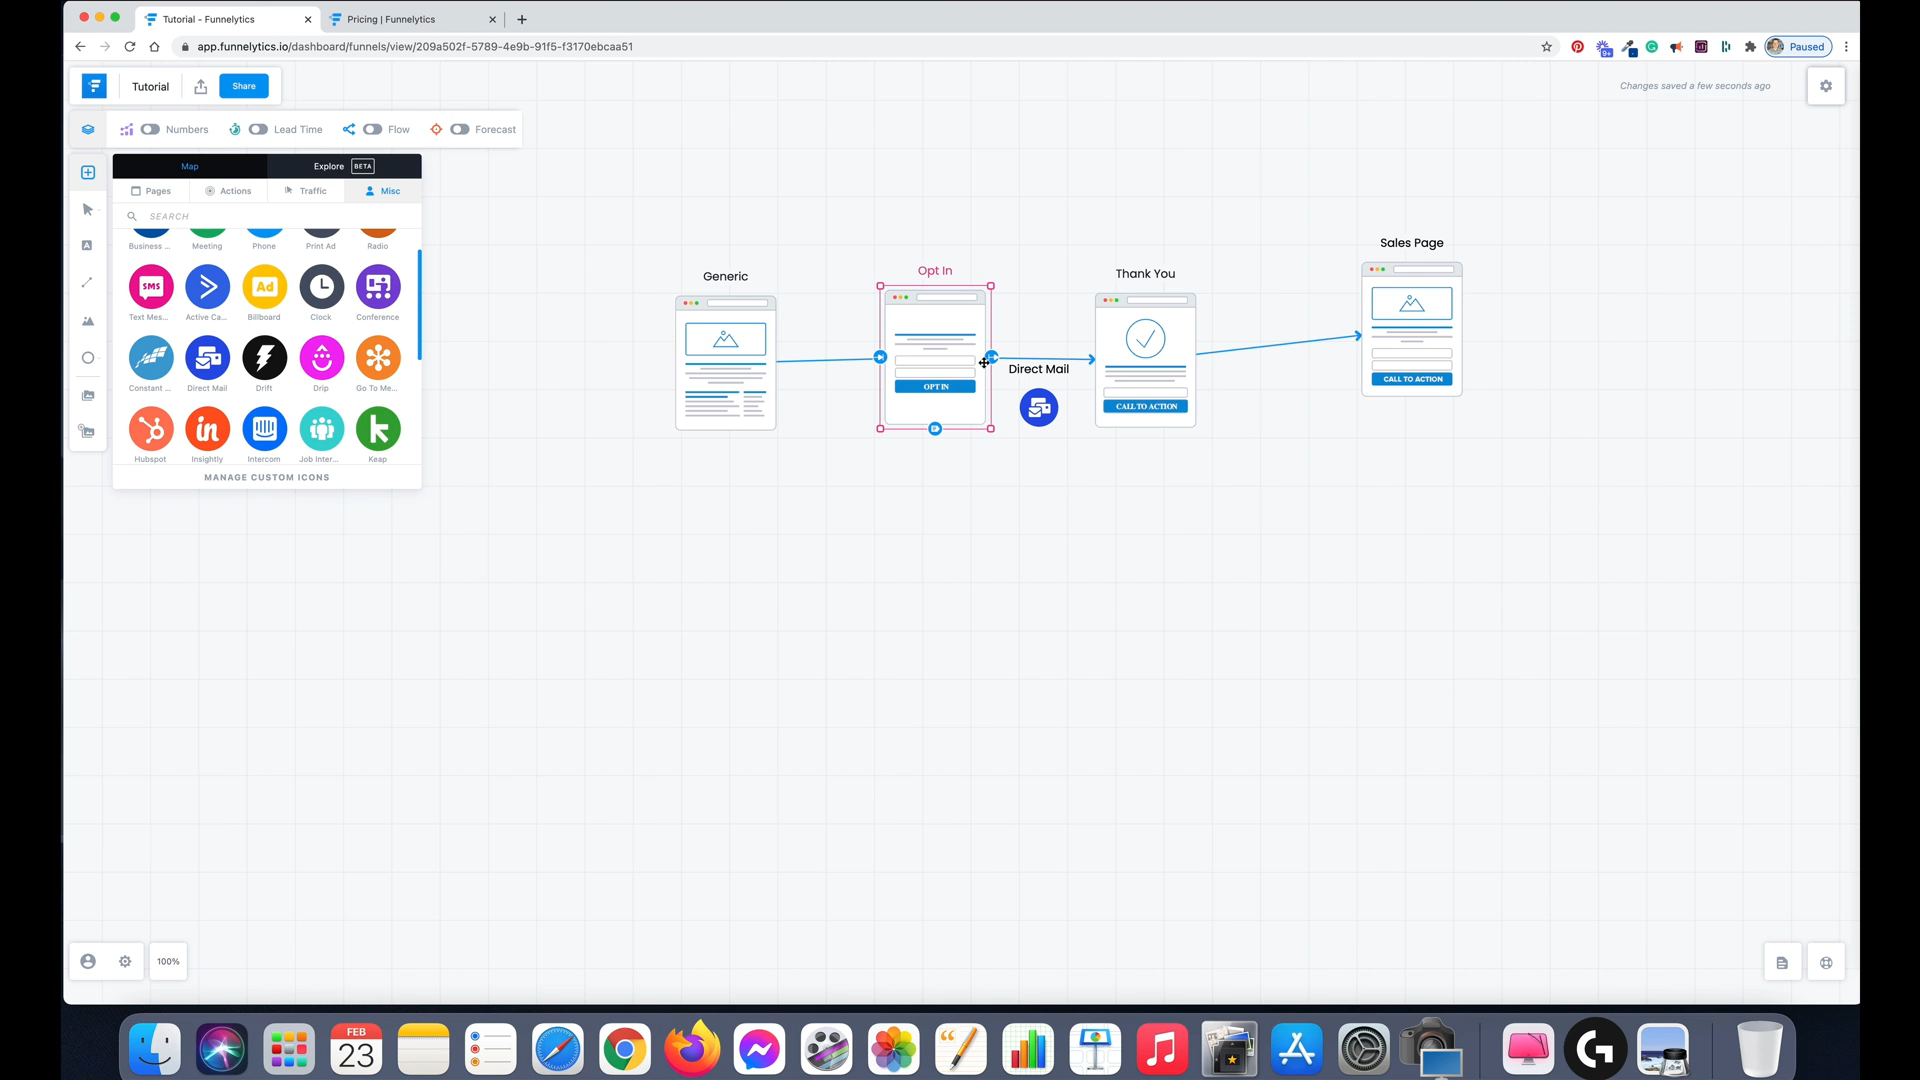 Tutorial - Funnelytics
Pricing | Funnelytics
app.funnelytics.io/dashboard/funnels/view/209a502f-5789-4e9b-91f5-f3170ebcaa51
9+
Paused
Tutorial
Share
Changes saved a few seconds ago
Numbers
Lead Time
Flow
Forecast
Map
Explore
BETA
Pages
Actions
Traffic
Misc
SEARCH
Business ...
Meeting
Phone
Print Ad
Radio
SMS
Ad
Text Mes...
Active Ca...
Billboard
Clock
Conference
Constant ...
Direct Mail
Drift
Drip
Go To Me...
in
k
Hubspot
Insightly
Intercom
Job Inter...
Keap
MANAGE CUSTOM ICONS
Generic
Opt In
OPT IN
Direct Mail
Thank You
CALL TO ACTION
Sales Page
CALL TO ACTION
100%
FEB
23